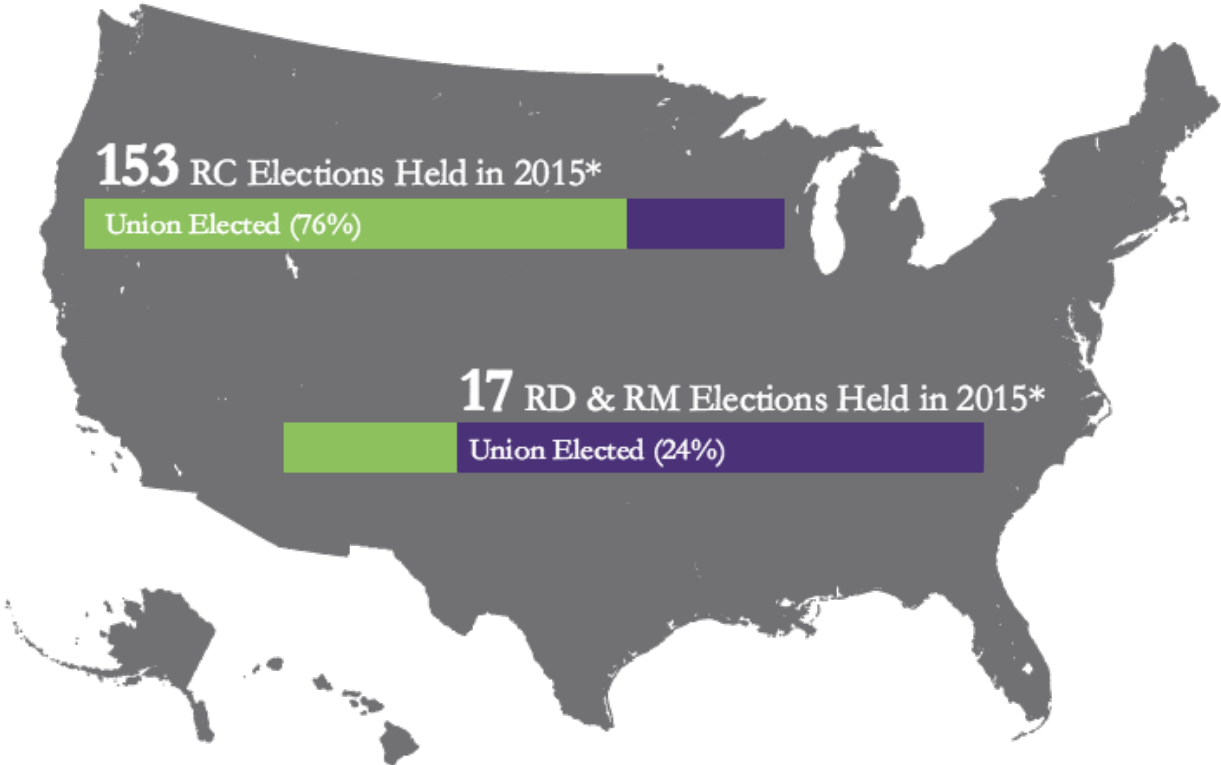 153 RC Elections Held in 2015*
Union Elected (76%)
17 RD & RM Elections Held in 2015*
Union Elected (24%)